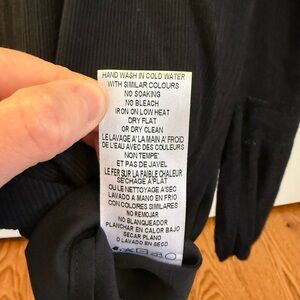 HAND WASH IN COLD WATER
WITH SIMILAR COLOURS
NO SOAKING
NO BLEACH
IRON ON LOW HEAT
DRY FLAT
OR DRY CLEAN
LE LAVAGE A' LA MAIN A' FROID
DE L'EAU AVEC DES COULEURS
NON TEMPE'
ET PAS DE JAVEL
LE FER SUR LA FAIBLE CHALEUR
SE'CHAGE A'PLAT
OU LE NETTOYAGE A'SEC
LAVADO A MANO EN FRIO
CON COLORES SIMILARES
NO REMOJAR
NO BLANQUEADOR
PLANCHAR EN CALOR BAJO
SECAR PLANO
O LAVADO EN SECO